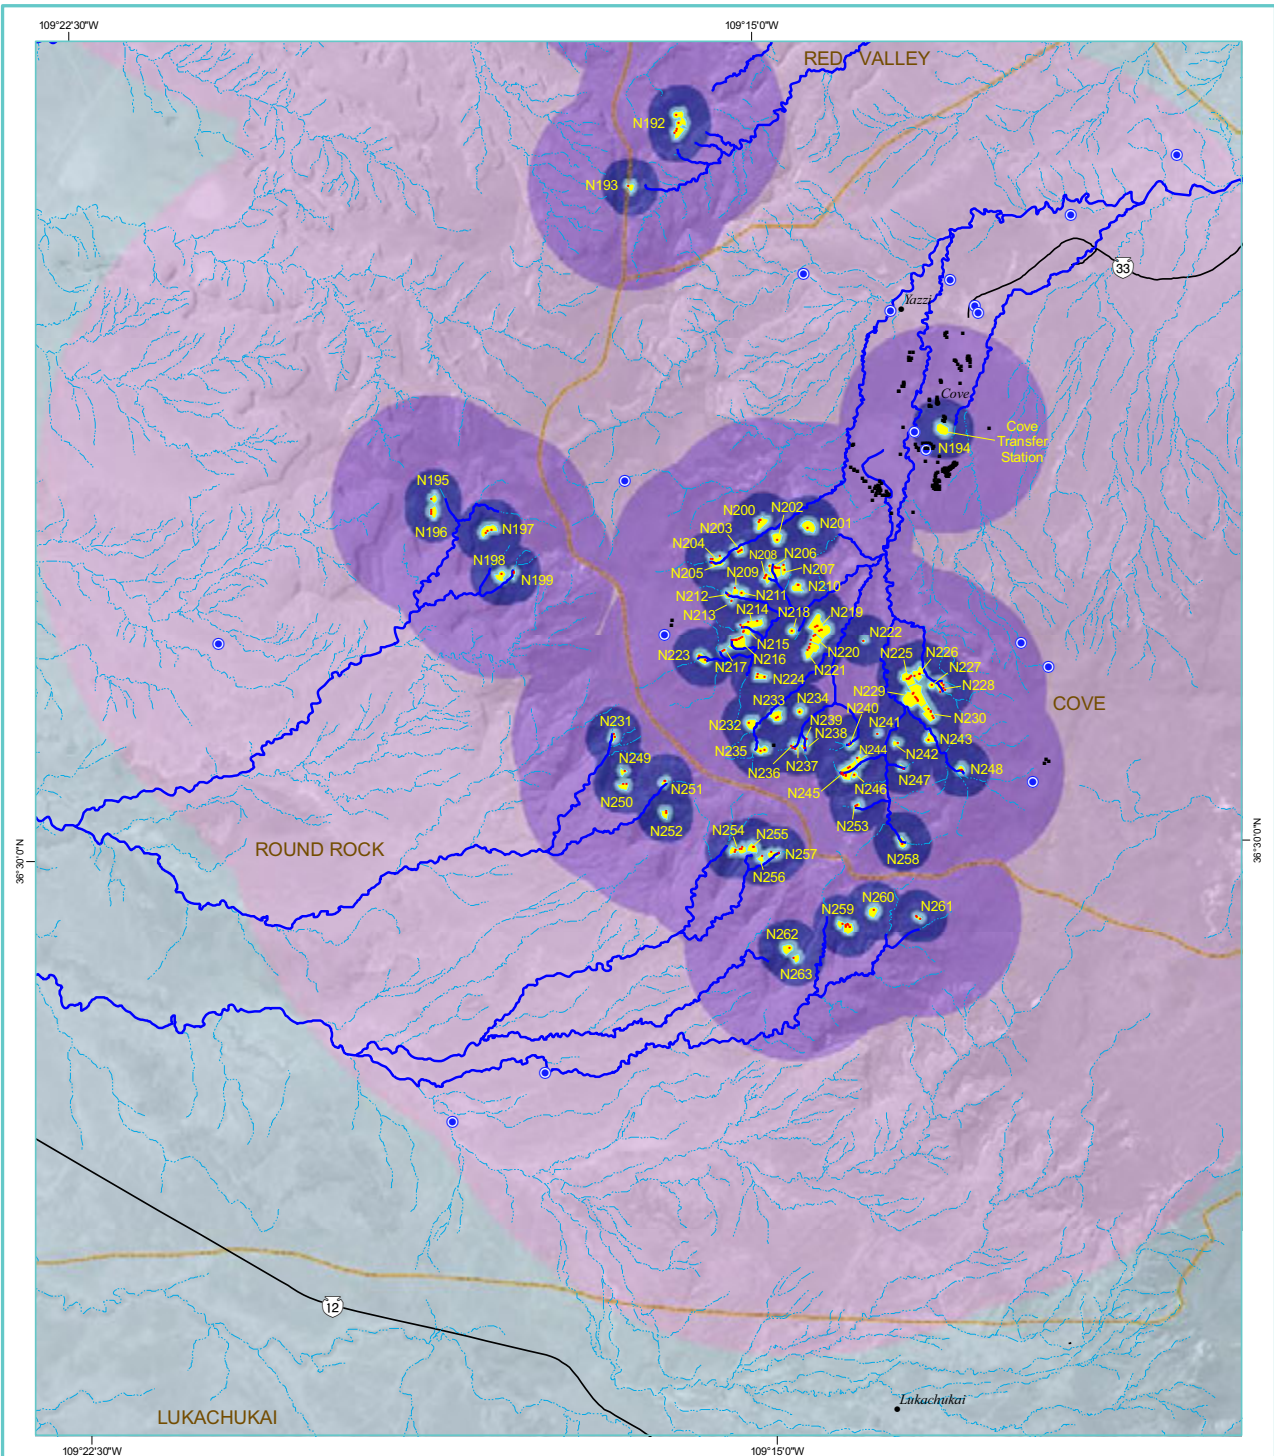 109°22'30"W
109°15'0"W
RED VALLEY
N192
N193
33
Yazzi
Cove
Cove
Transfer
Station
N194
N195
N196
N197
N198
N199
N200
N202
N201
N203
N204
N205
N208
N206
N207
N209
N210
N212
N211
N213
N214
N218
N219
N215
N222
N220
N216
N223
N217
N221
N225
N226
N227
N224
N228
N229
N233
N234
N240
N230
COVE
N232
N239
N241
N231
N238
N243
N235
N244
N242
N249
N237
N236
N247
N248
N251
N246
N250
N245
N252
N253
N254
N255
N257
N258
N256
ROUND ROCK
36°30'0"N
36°30'0"N
N260
N259
N261
N262
N263
12
Lukachukai
LUKACHUKAI
109°22'30"W
109°15'0"W